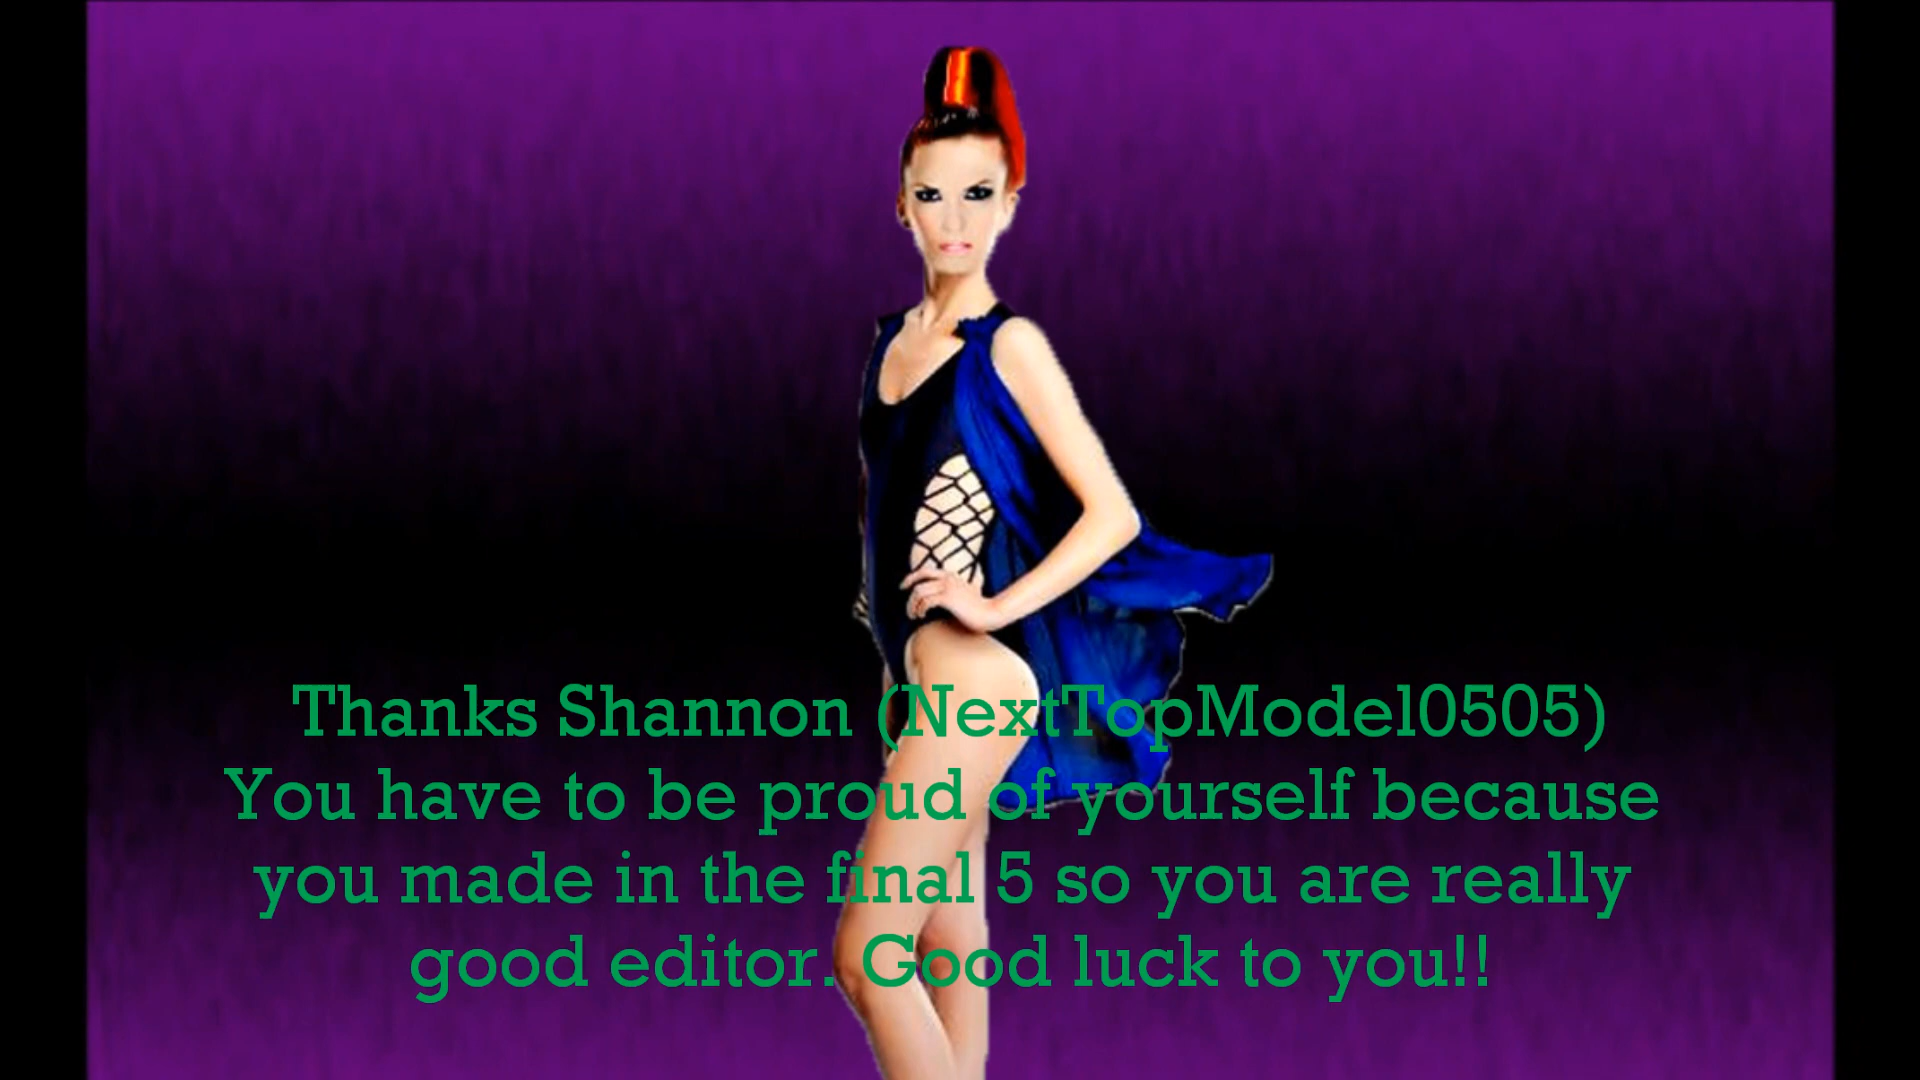 Thanks Shannon (NextTopModel0505)
You have to be proud of yourself because
you made in the final 5 so you are really
good editor. Good luck to you!!